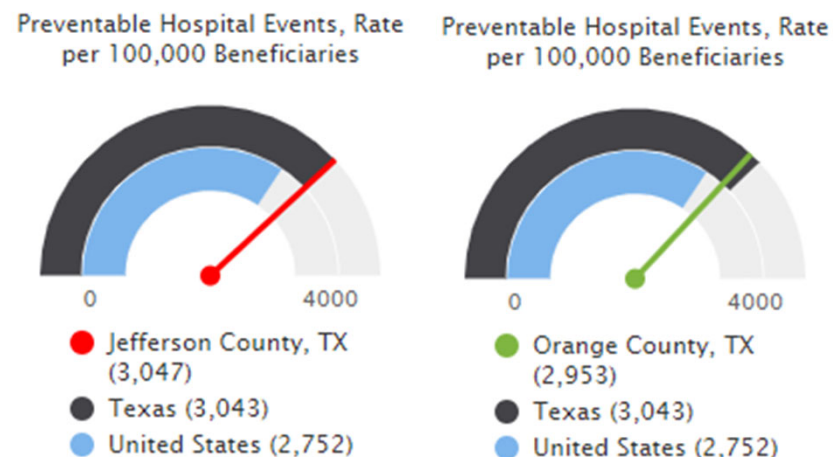 Preventable Hospital Events, Rate
per 100,000 Beneficiaries
0
4000
Jefferson County, TX
(3,047)
Texas (3,043)
United States (2,752)
Preventable Hospital Events, Rate
per 100,000 Beneficiaries
0
4000
Orange County, TX
(2,953)
Texas (3,043)
United States (2,752)